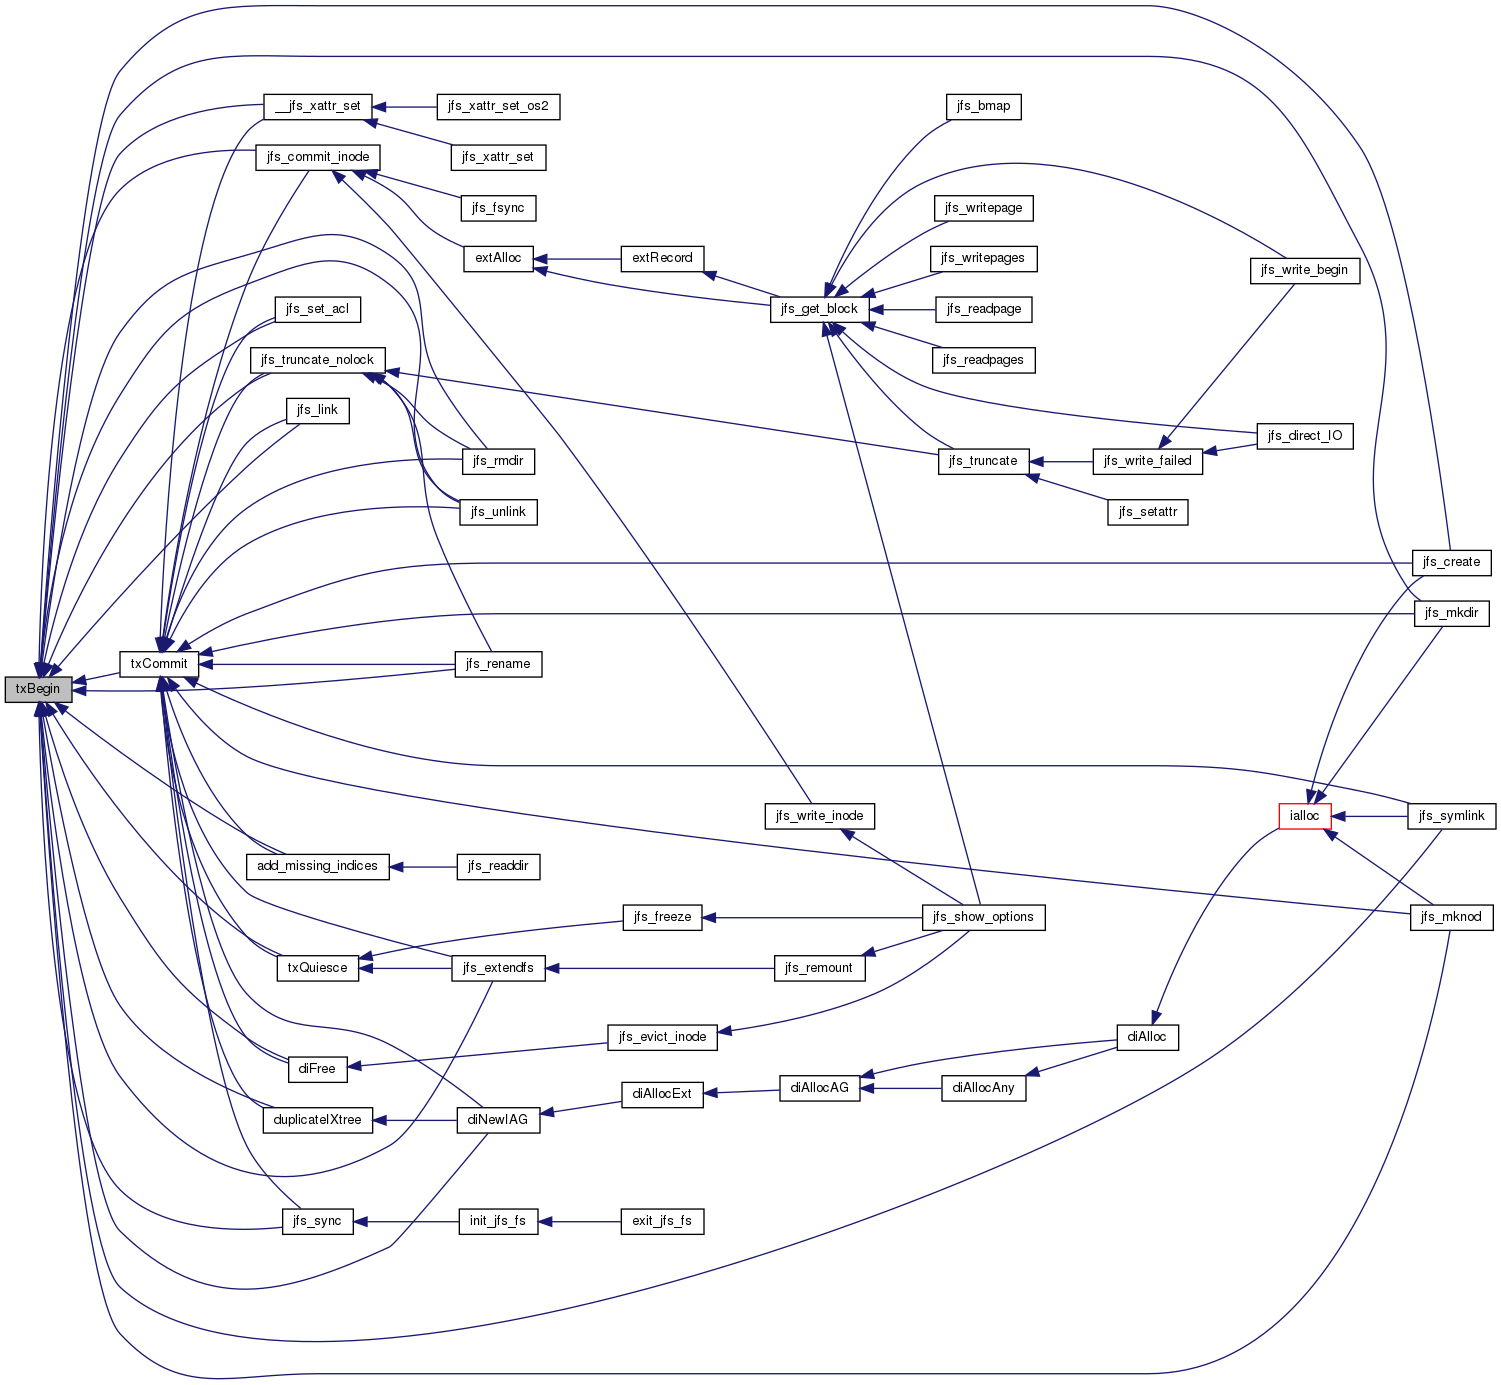 __jfs_xattr_set
jfs_xattr_set_os2
jfs_bmap
jfs_commit_inode
jfs_xattr_set
jfs_fsync
jfs_writepage
extAlloc
extRecord
jfs_writepages
jfs_write_begin
jfs_set_acl
jfs_get_block
jfs_readpage
jfs_truncate_nolock
jfs_readpages
jfs_link
jfs_direct_IO
jfs_rmdir
jfs_truncate
jfs_write_failed
jfs_unlink
jfs_setattr
jfs_create
jfs_mkdir
txCommit
jfs_rename
txBegin
jfs_write_inode
ialloc
jfs_symlink
add_missing_indices
jfs_readdir
jfs_freeze
jfs_show_options
jfs_mknod
txQuiesce
jfs_extendfs
jfs_remount
jfs_evict_inode
diAlloc
diFree
diAllocExt
diAllocAG
diAllocAny
duplicateIXtree
diNewIAG
jfs_sync
init_jfs_fs
exit_jfs_fs